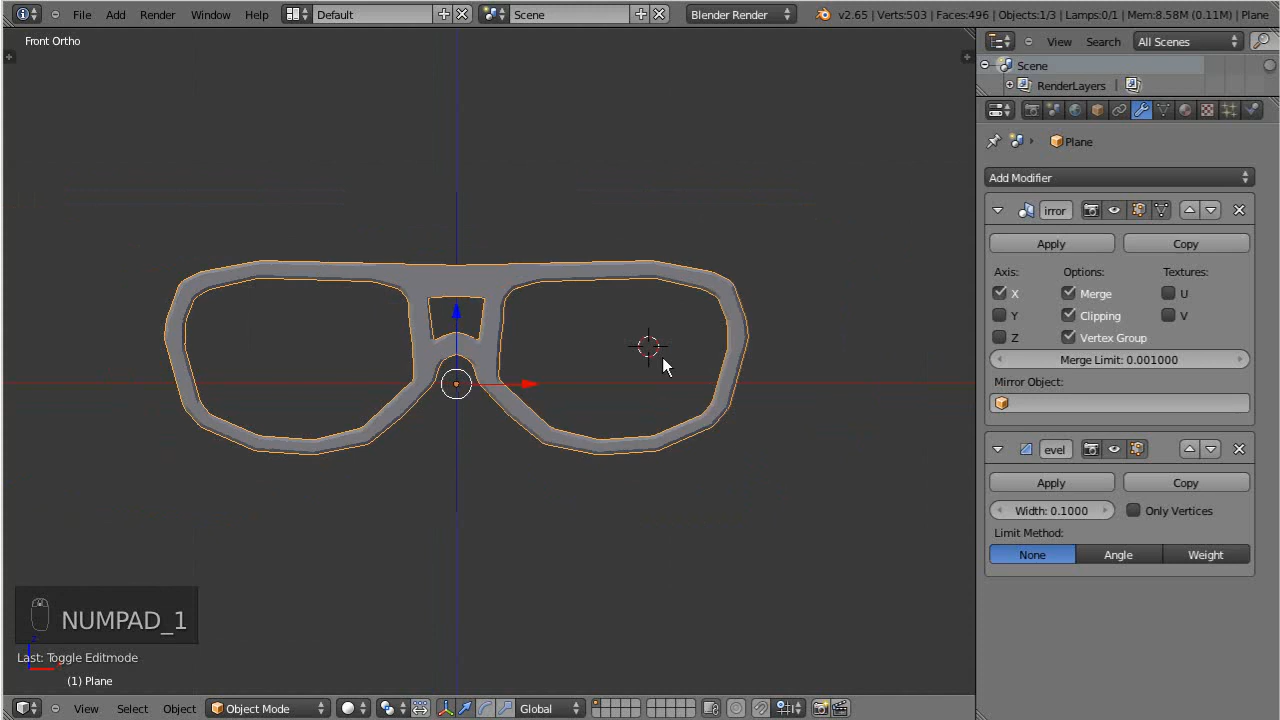 File Add Render Window Help Default Scene Blender Render v2.65 | Verts:503 | Faces:496 | Objects:1/3 | Lamps:0/1 | Mem:8.58M (0.11M) | Plane
Front Ortho
View Search All Scenes
Scene
RenderLayers |
Plane
Add Modifier
irror
Apply Copy
Axis: Options: Textures:
X Merge U
Y Clipping V
Z Vertex Group
Merge Limit: 0.001000
Mirror Object:
evel
Apply Copy
Width: 0.1000 Only Vertices
Limit Method:
None Angle Weight
NUMPAD_1
z
Last: Toggle Editmode
(1) Plane
View Select Object Object Mode Global